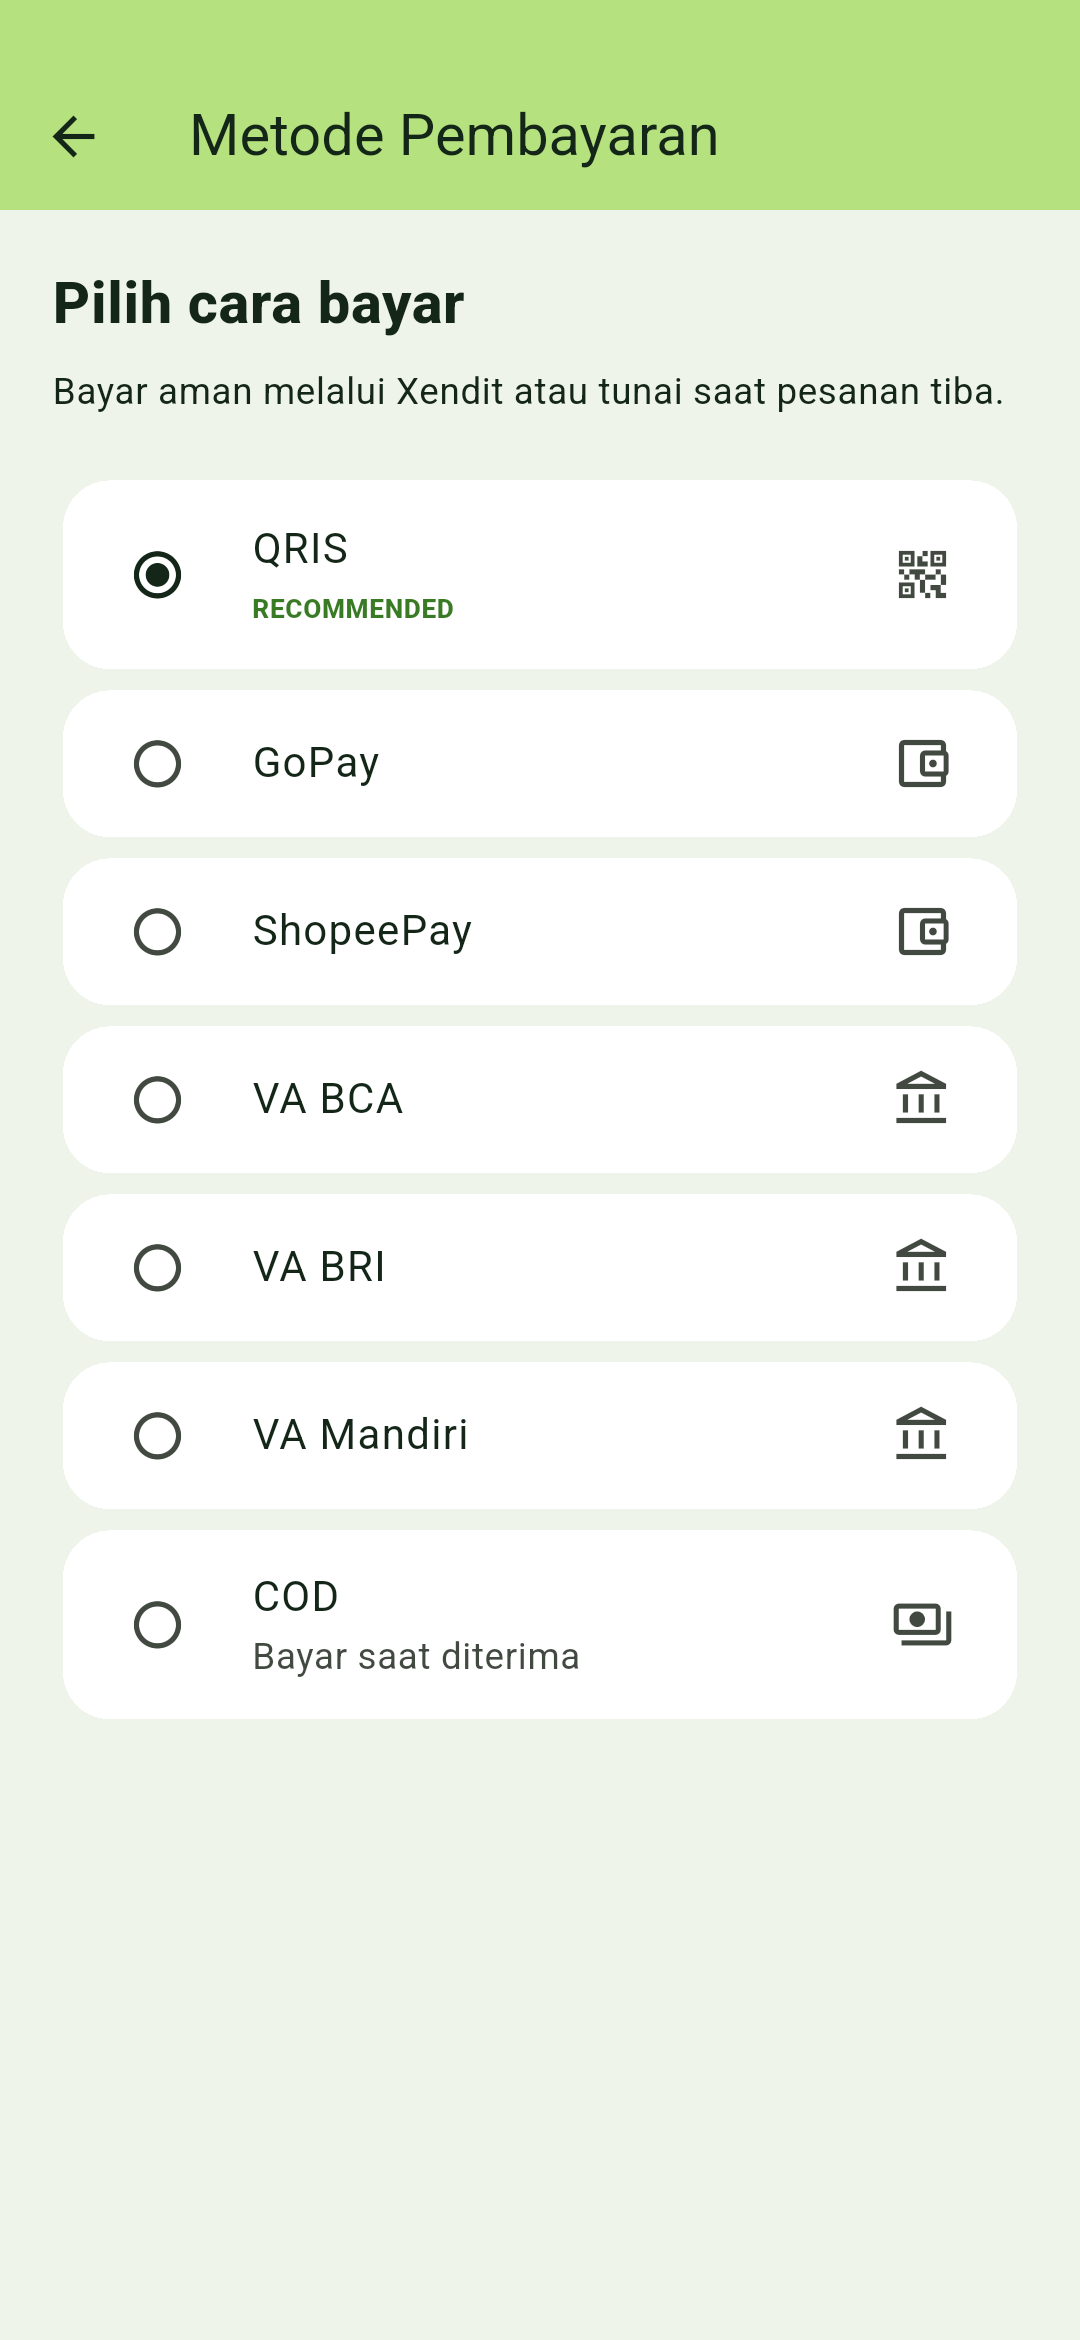 Metode Pembayaran
Pilih cara bayar
Bayar aman melalui Xendit atau tunai saat pesanan tiba.
QRIS
RECOMMENDED
GoPay
ShopeePay
VA BCA
VA BRI
VA Mandiri
COD
Bayar saat diterima